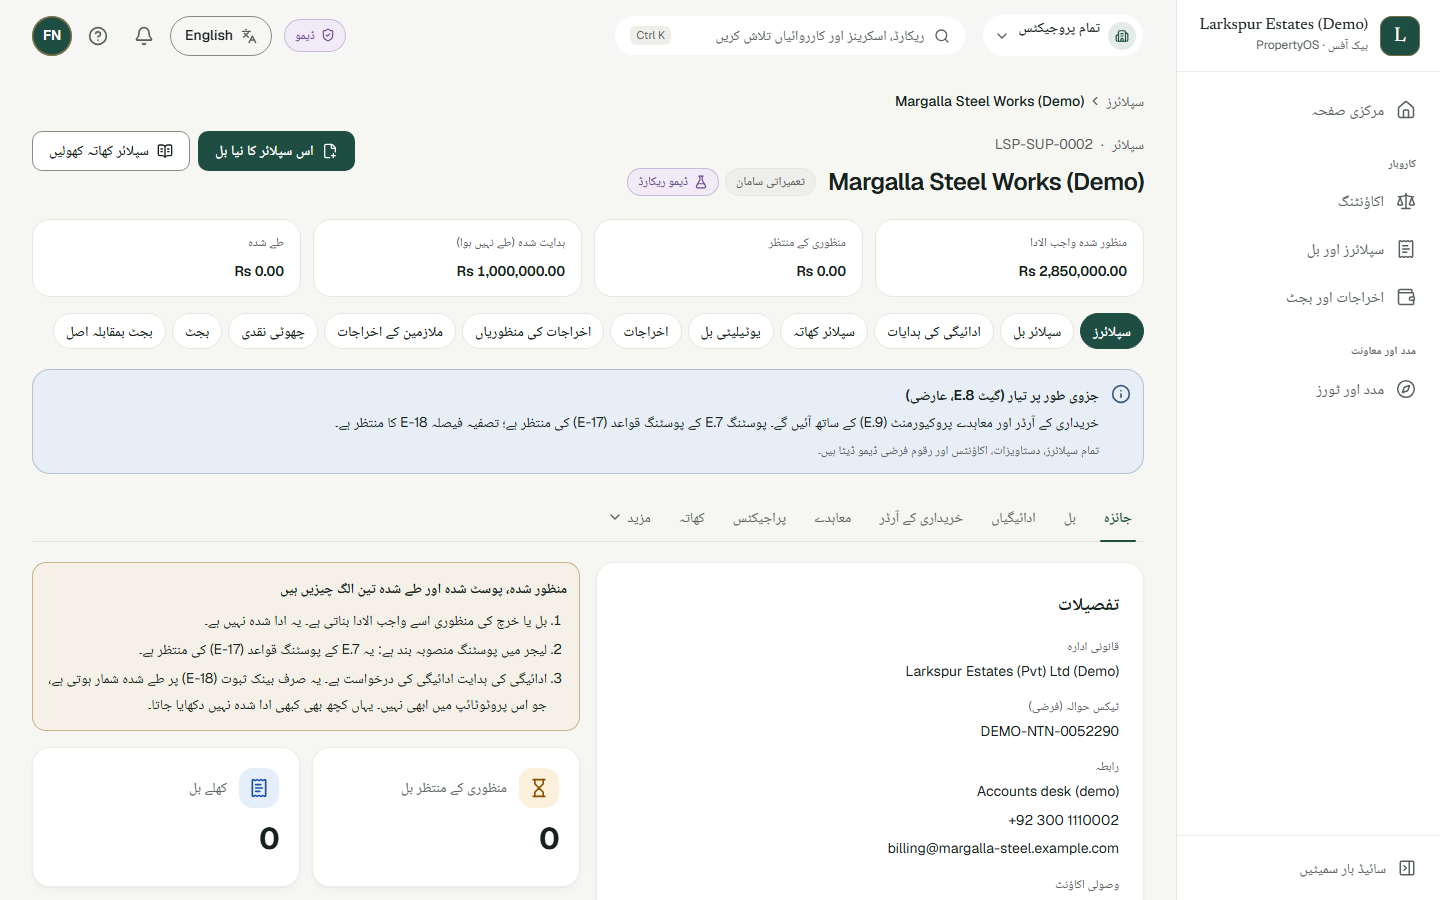 Larkspur Estates (Demo)
بیک آفس · PropertyOS
L
مرکزی صفحہ
کاروبار
اکاؤنٹنگ
سپلائرز اور بل
اخراجات اور بجٹ
مدد اور معاونت
مدد اور ٹورز
سائیڈ بار سمیٹیں
تمام پروجیکٹس
ریکارڈ، اسکرینز اور کارروائیاں تلاش کریں
Ctrl K
ڈیمو
English
FN
سپلائرز › Margalla Steel Works (Demo)
سپلائر · LSP-SUP-0002
Margalla Steel Works (Demo)
تعمیراتی سامان
ڈیمو ریکارڈ
اس سپلائر کا نیا بل
سپلائر کھاتہ کھولیں
منظور شدہ واجب الادا
Rs 2,850,000.00
منظوری کے منتظر
Rs 0.00
ہدایت شدہ (طے نہیں ہوا)
Rs 1,000,000.00
طے شدہ
Rs 0.00
سپلائرز
سپلائر بل
ادائیگی کی ہدایات
سپلائر کھاتہ
یوٹیلیٹی بل
اخراجات
اخراجات کی منظوریاں
ملازمین کے اخراجات
چھوٹی نقدی
بجٹ
بجٹ بمقابلہ اصل
جزوی طور پر تیار (گیٹ E.8، عارضی)
خریداری کے آرڈر اور معاہدے پروکیورمنٹ (E.9) کے ساتھ آئیں گے۔ پوسٹنگ E.7 کے پوسٹنگ قواعد (E-17) کی منتظر ہے؛ تصفیہ فیصلہ E-18 کا منتظر ہے۔
تمام سپلائرز، دستاویزات، اکاؤنٹس اور رقوم فرضی ڈیمو ڈیٹا ہیں۔
جائزہ
بل
ادائیگیاں
خریداری کے آرڈر
معاہدے
پراجیکٹس
کھاتہ
مزید
تفصیلات
قانونی ادارہ
Larkspur Estates (Pvt) Ltd (Demo)
ٹیکس حوالہ (فرضی)
DEMO-NTN-0052290
رابطہ
Accounts desk (demo)
+92 300 1110002
billing@margalla-steel.example.com
وصولی اکاؤنٹ
منظور شدہ، پوسٹ شدہ اور طے شدہ تین الگ چیزیں ہیں
1. بل یا خرچ کی منظوری اسے واجب الادا بناتی ہے۔ یہ ادا شدہ نہیں ہے۔
2. لیجر میں پوسٹنگ منصوبہ بند ہے: یہ E.7 کے پوسٹنگ قواعد (E-17) کی منتظر ہے۔
3. ادائیگی کی ہدایت ادائیگی کی درخواست ہے۔ یہ صرف بینک ثبوت (E-18) پر طے شدہ شمار ہوتی ہے،
جو اس پروٹوٹائپ میں ابھی نہیں۔ یہاں کچھ بھی کبھی ادا شدہ نہیں دکھایا جاتا۔
منظوری کے منتظر بل
0
کھلے بل
0